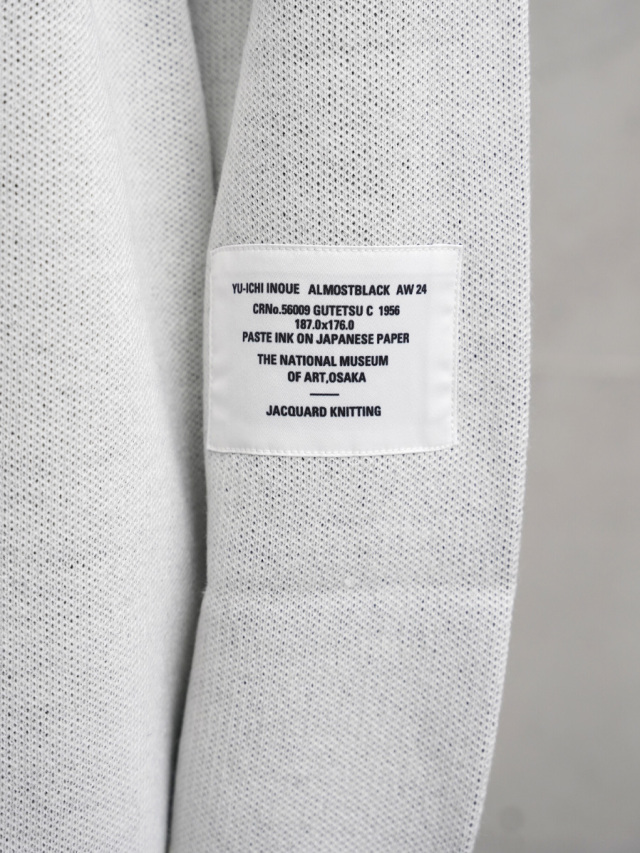 YU-ICHI INOUE ALMOSTBLACK AW 24
CRNo.56009 GUTETSU C 1956
187.0x176.0
PASTE INK ON JAPANESE PAPER
THE NATIONAL MUSEUM
OF ART,OSAKA
JACQUARD KNITTING